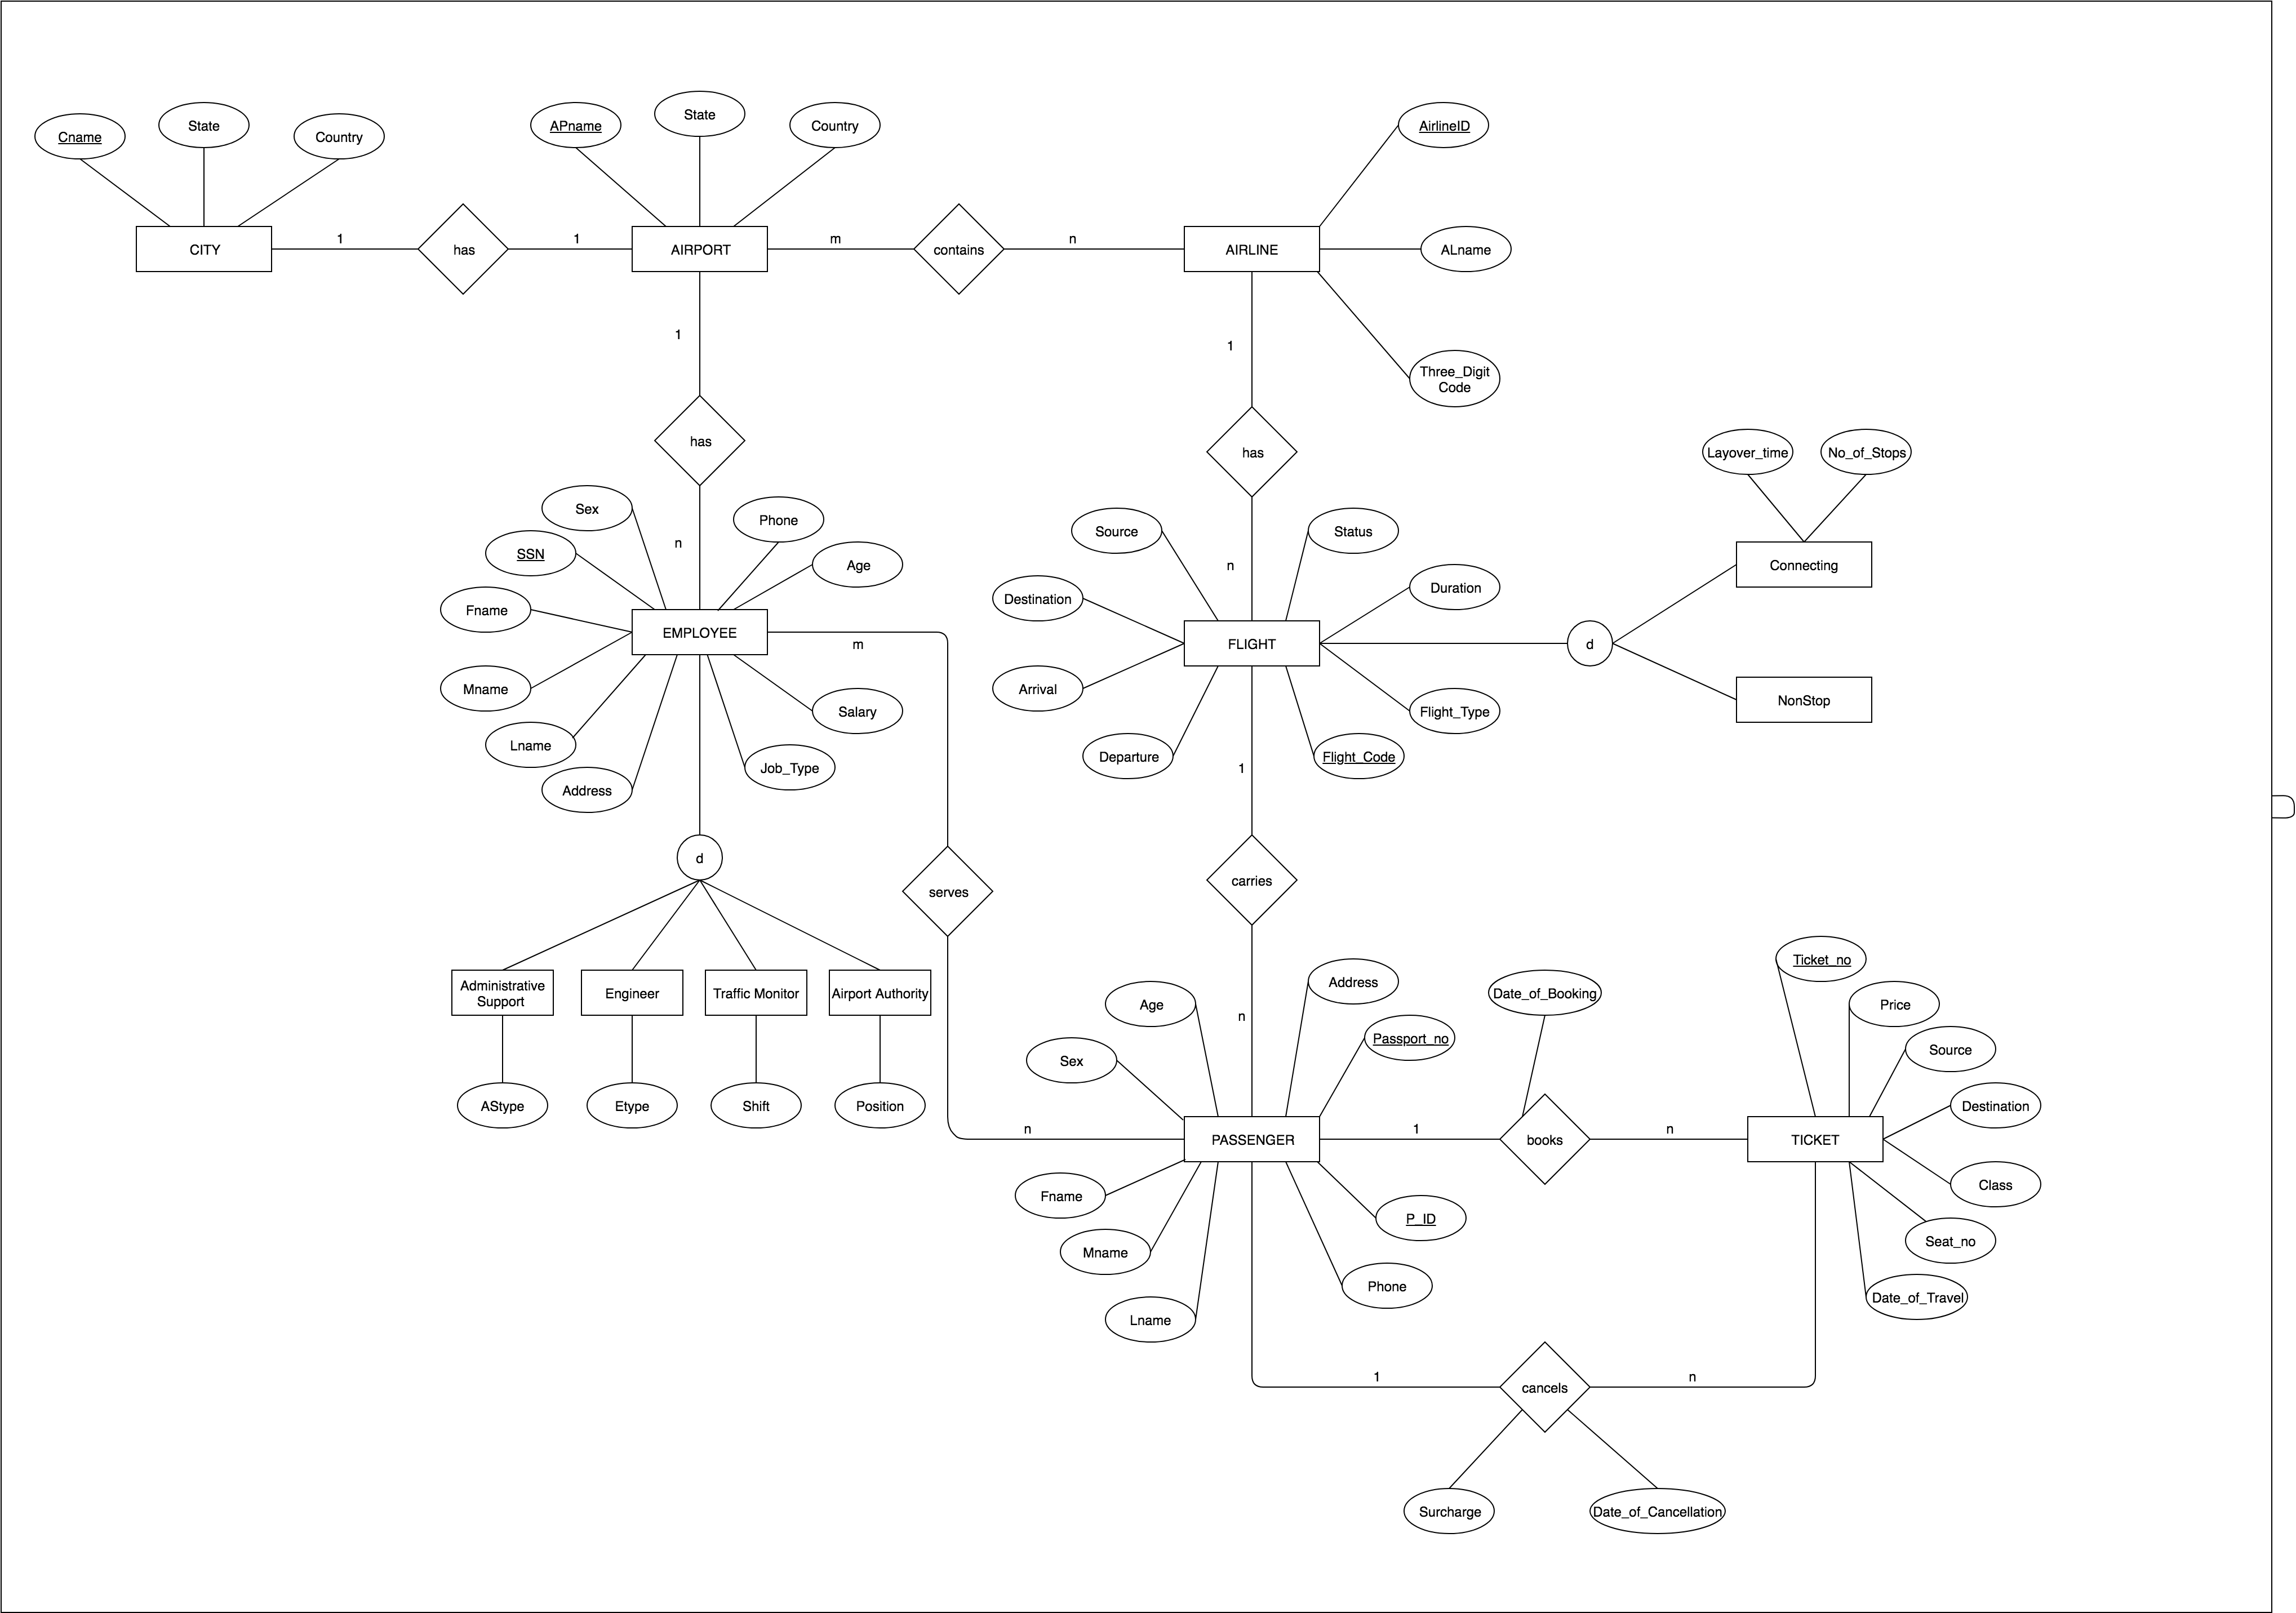 Cname
State
Country
APname
State
Country
AirlineID
CITY
1
has
1
AIRPORT
m
contains
n
AIRLINE
ALname
1
1
Three_Digit
Code
has
has
Layover_time
No_of_Stops
Sex
Phone
n
SSN
Age
Source
Status
n
Connecting
Fname
Destination
Duration
EMPLOYEE
m
FLIGHT
d
Mname
Salary
Arrival
Flight_Type
NonStop
Lname
Job_Type
Departure
Flight_Code
Address
1
d
serves
carries
Administrative
Support
Engineer
Traffic Monitor
Airport Authority
Ticket_no
Age
Address
Date_of_Booking
Price
n
Sex
Passport_no
Source
AStype
Etype
Shift
Position
Destination
n
PASSENGER
1
books
n
TICKET
Fname
P_ID
Class
Mname
Seat_no
Phone
Date_of_Travel
Lname
1
cancels
n
Surcharge
Date_of_Cancellation